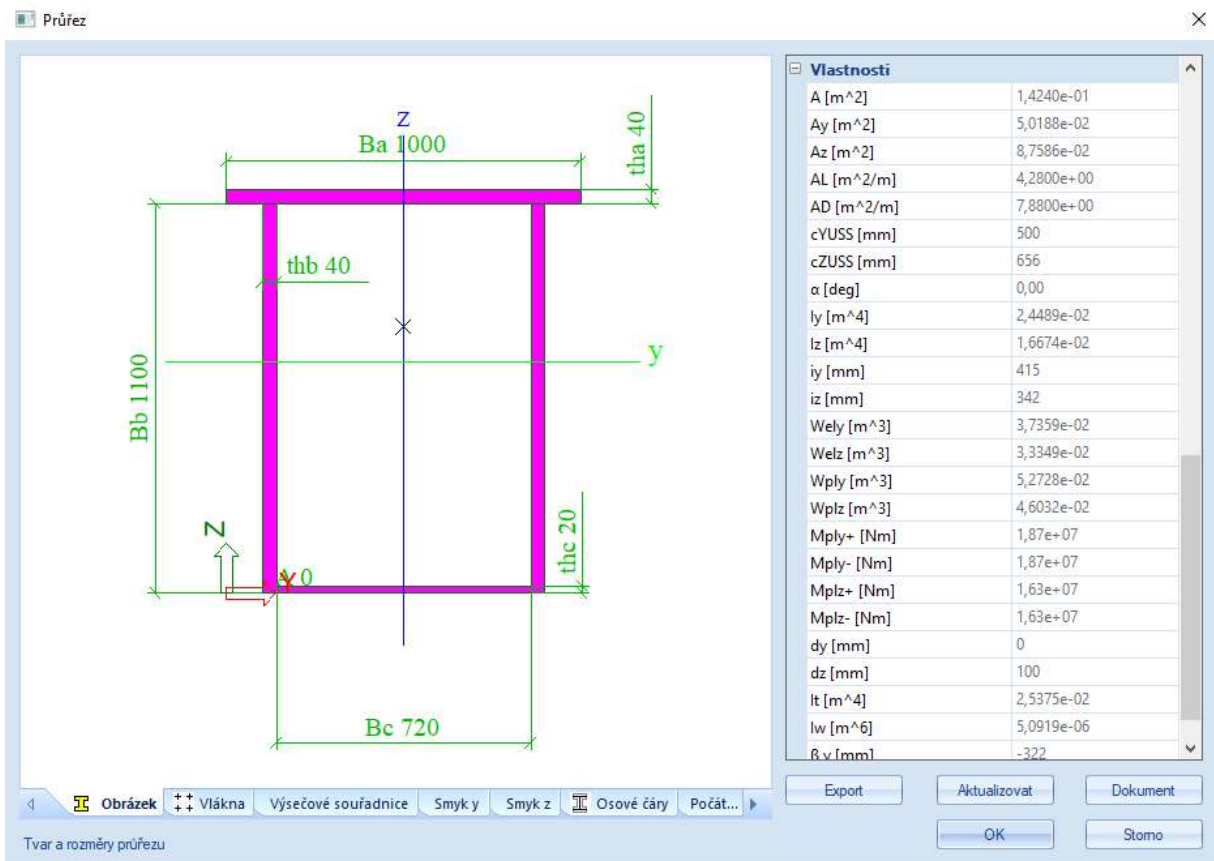 Průřez
Z
Ba 1000
tha 40
thb 40
y
Bb 1100
Z
Y
A 0
thc 20
Bc 720
Obrázek
Vlákna
Výsečové souřadnice
Smyk y
Smyk z
Osové čáry
Počát...
Tvar a rozměry průřezu
Vlastnosti
A [m^2] 1,4240e-01
Ay [m^2] 5,0188e-02
Az [m^2] 8,7586e-02
AL [m^2/m] 4,2800e+00
AD [m^2/m] 7,8800e+00
cYUSS [mm] 500
cZUSS [mm] 656
α [deg] 0,00
Iy [m^4] 2,4489e-02
Iz [m^4] 1,6674e-02
iy [mm] 415
iz [mm] 342
Wely [m^3] 3,7359e-02
Welz [m^3] 3,3349e-02
Wply [m^3] 5,2728e-02
Wplz [m^3] 4,6032e-02
Mply+ [Nm] 1,87e+07
Mply- [Nm] 1,87e+07
Mplz+ [Nm] 1,63e+07
Mplz- [Nm] 1,63e+07
dy [mm] 0
dz [mm] 100
It [m^4] 2,5375e-02
Iw [m^6] 5,0919e-06
β y [mm] -322
Export
Aktualizovat
Dokument
OK
Storno